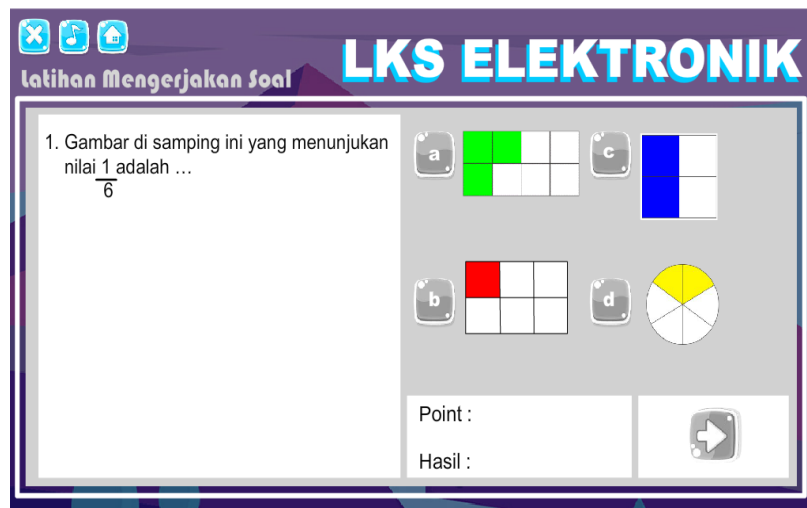 LKS ELEKTRONIK
Latihan Mengerjakan Soal
1. Gambar di samping ini yang menunjukan
nilai 1 adalah ...
6
a
c
b
d
Point :
Hasil :